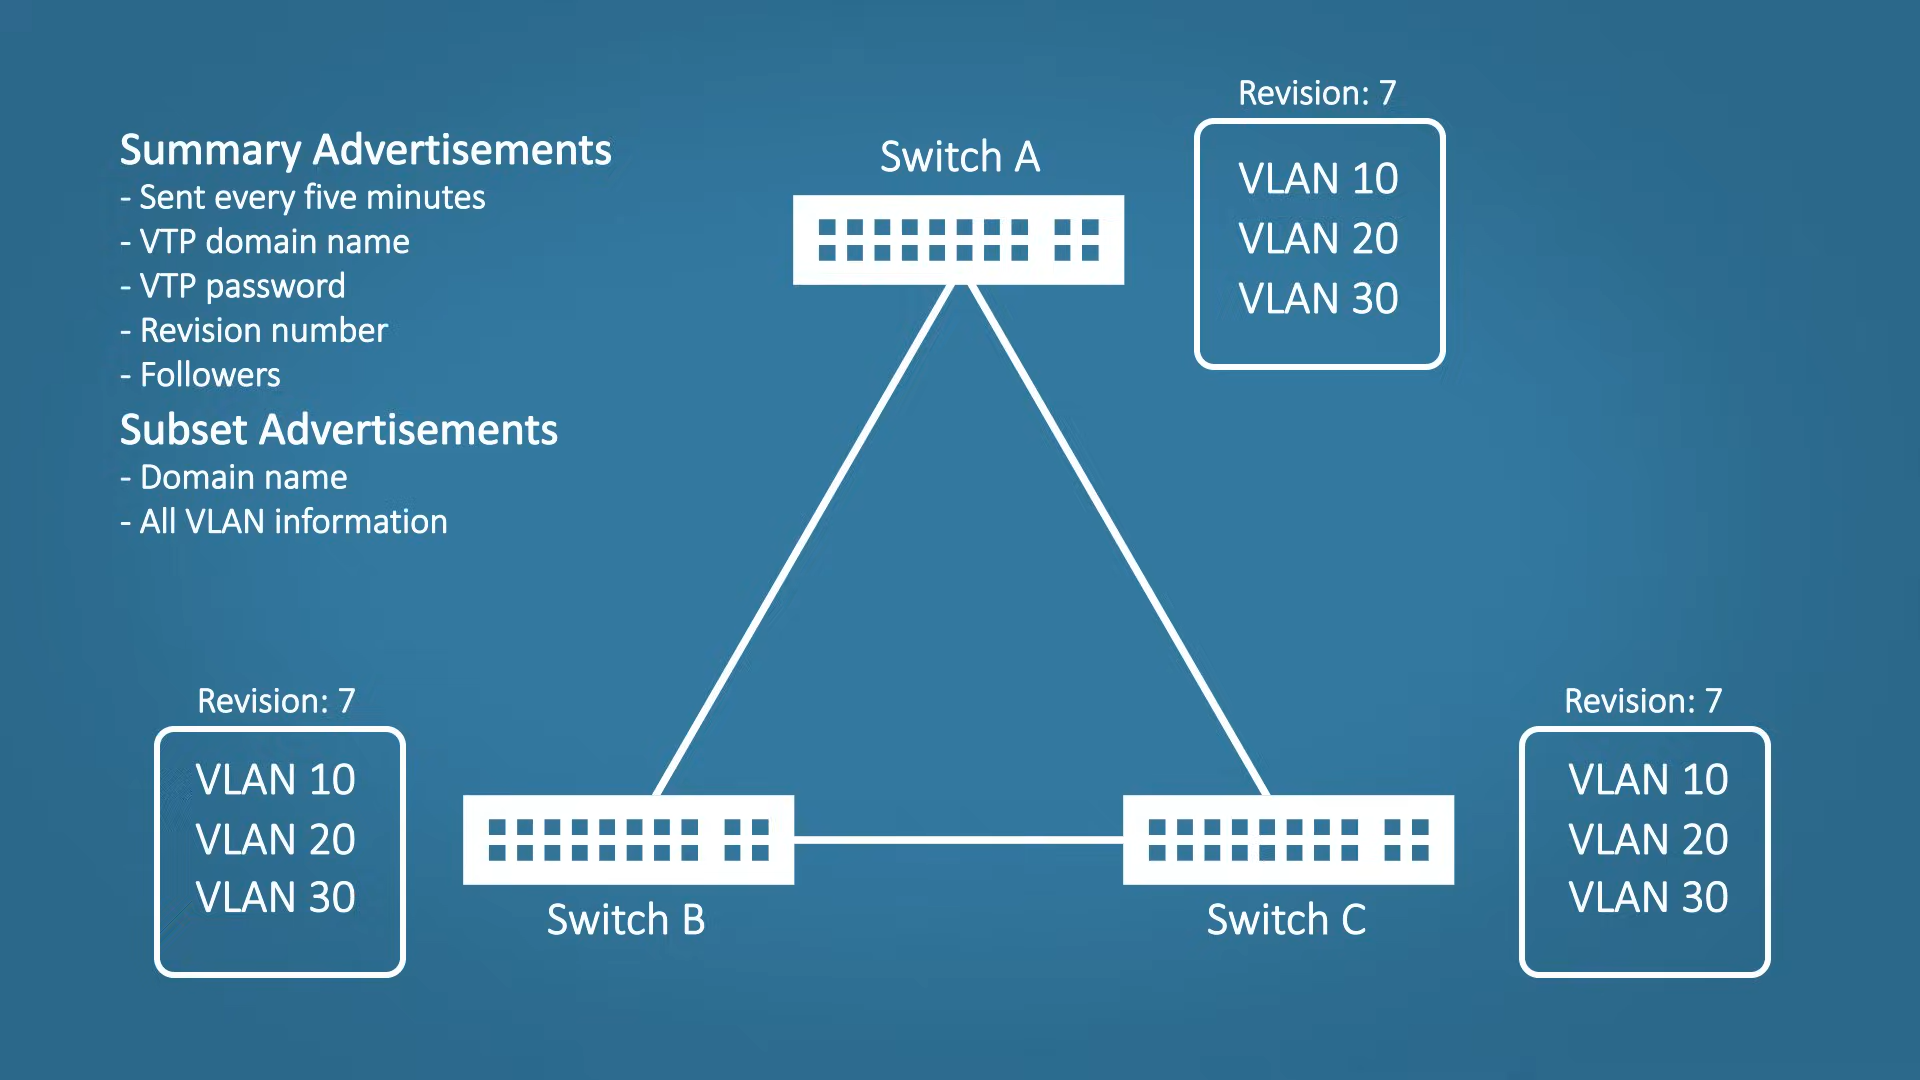 Summary Advertisements
- Sent every five minutes
- VTP domain name
- VTP password
- Revision number
- Followers
Subset Advertisements
- Domain name
- All VLAN information
Switch A
Revision: 7
VLAN 10
VLAN 20
VLAN 30
Revision: 7
VLAN 10
VLAN 20
VLAN 30
Switch B
Switch C
Revision: 7
VLAN 10
VLAN 20
VLAN 30